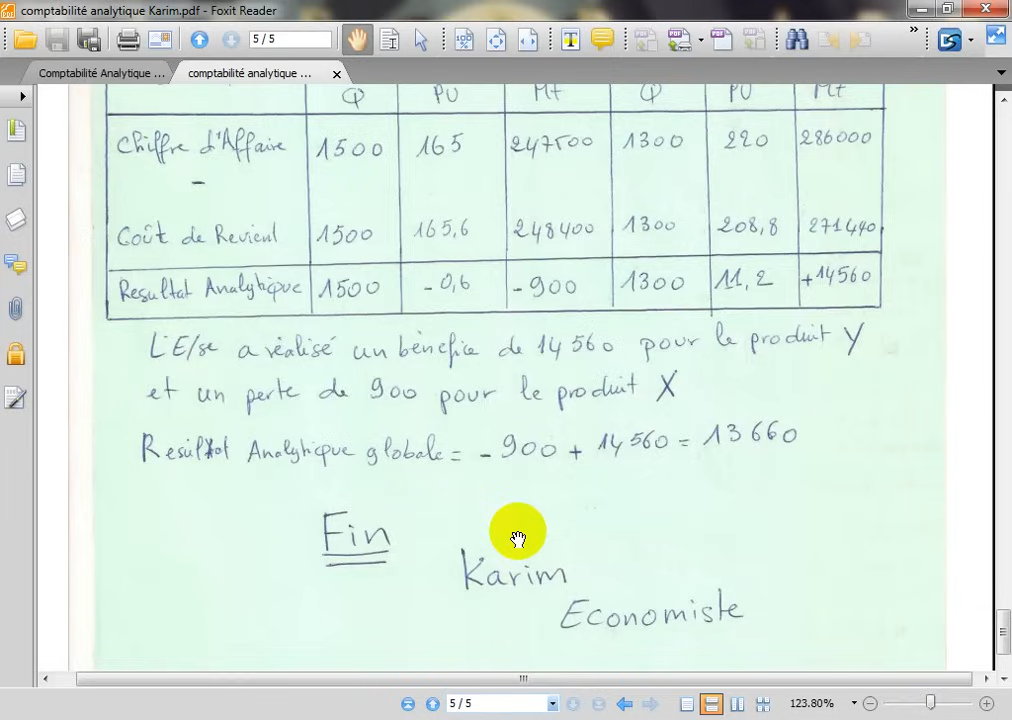 comptabilité analytique Karim.pdf - Foxit Reader
5 / 5
Comptabilité Analytique ...
comptabilité analytique ...
Q PU Mt Q PU Mt
Chiffre d'Affaire 1500 165 247500 1300 220 286000
-
Coût de Revient 1500 165,6 248400 1300 208,8 271440
Resultat Analytique 1500 -0,6 -900 1300 11,2 +14560
L'E/se a réalisé un bénefice de 14560 pour le produit Y
et un perte de 900 pour le produit X
Resultat Analytique globale = -900 + 14560 = 13660
Fin
Karim
Economiste
5 / 5
123.80%